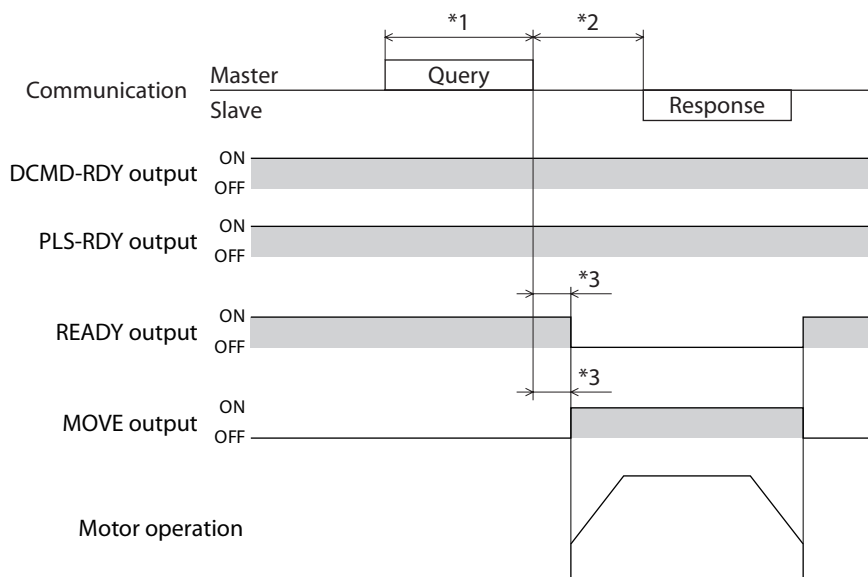 *1 *2
Communication Master Query
Slave Response
DCMD-RDY output ON
OFF
PLS-RDY output ON
OFF
*3
READY output ON
OFF
*3
MOVE output ON
OFF
Motor operation